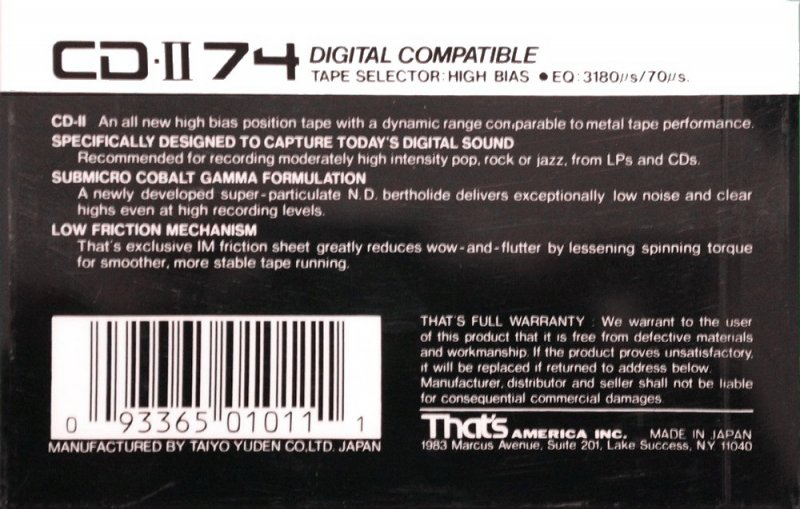 CD·II 74 DIGITAL COMPATIBLE
TAPE SELECTOR: HIGH BIAS ● EQ: 3180μs/70μs.
CD-II An all new high bias position tape with a dynamic range comparable to metal tape performance.
SPECIFICALLY DESIGNED TO CAPTURE TODAY'S DIGITAL SOUND
Recommended for recording moderately high intensity pop, rock or jazz, from LPs and CDs.
SUBMICRO COBALT GAMMA FORMULATION
A newly developed super-particulate N.D. bertholide delivers exceptionally low noise and clear
highs even at high recording levels.
LOW FRICTION MECHANISM
That's exclusive IM friction sheet greatly reduces wow-and-flutter by lessening spinning torque
for smoother, more stable tape running.
0 93365 01011 1
MANUFACTURED BY TAIYO YUDEN CO., LTD. JAPAN
THAT'S FULL WARRANTY : We warrant to the user
of this product that it is free from defective materials
and workmanship. If the product proves unsatisfactory,
it will be replaced if returned to address below.
Manufacturer, distributor and seller shall not be liable
for consequential commercial damages.
That's AMERICA INC. MADE IN JAPAN
1983 Marcus Avenue, Suite 201, Lake Success, N.Y 11040